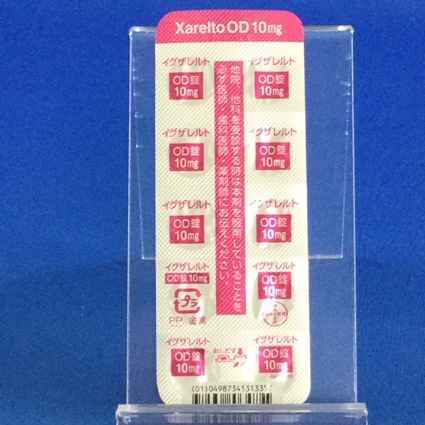 Xarelto OD 10mg
イグザレルト
OD錠
10mg
イグザレルト
OD錠
10mg
他院、他科を受診する時は本剤を服用していることを
必ず医師・歯科医師・薬剤師にお伝えください。
イグザレルト
OD錠
10mg
イグザレルト
OD錠
10mg
イグザレルト
OD錠
10mg
イグザレルト
OD錠
10mg
イグザレルト
OD錠10mg
プラ
PP 金属
イグザレルト
OD錠
10mg
イグザレルト
OD錠
10mg
イグザレルト
OD錠
10mg